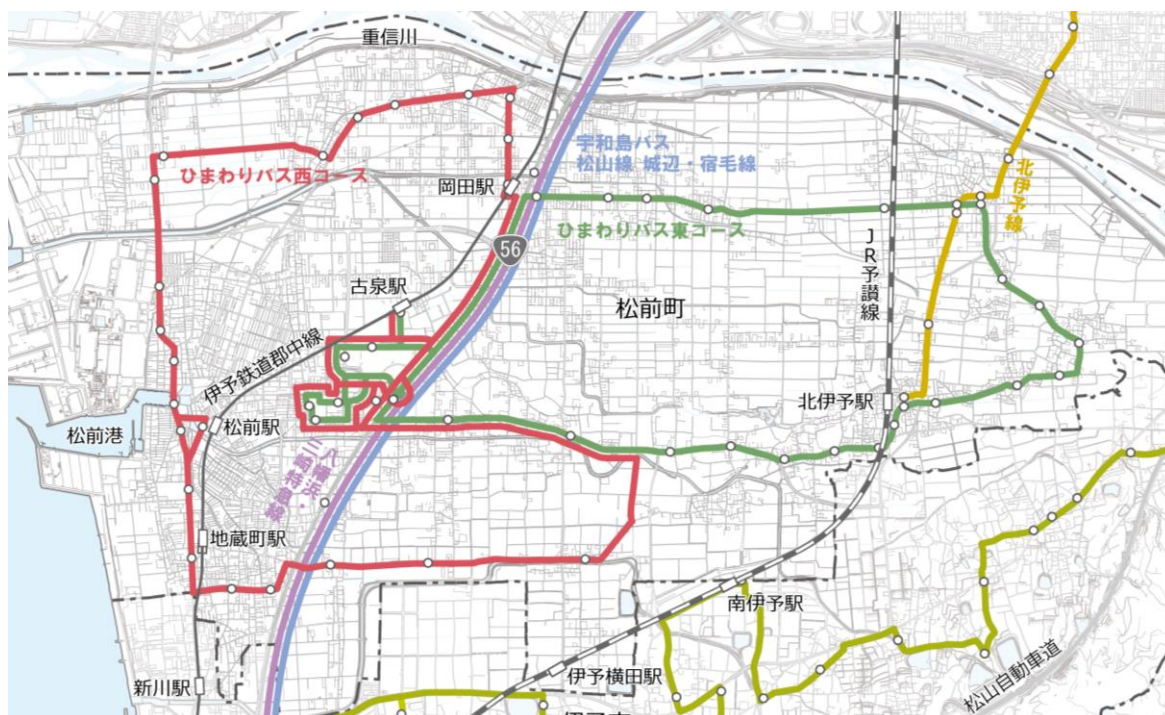 重信川
宇和島バス
松山線 城辺・宿毛線
ひまわりバス西コース
岡田駅
北伊予線
ひまわりバス東コース
56
JR予讃線
古泉駅
松前町
伊予鉄道郡中線
北伊予駅
松前港
松前駅
八幡浜・
三崎特急線
地蔵町駅
南伊予駅
伊予横田駅
新川駅
松山自動車道